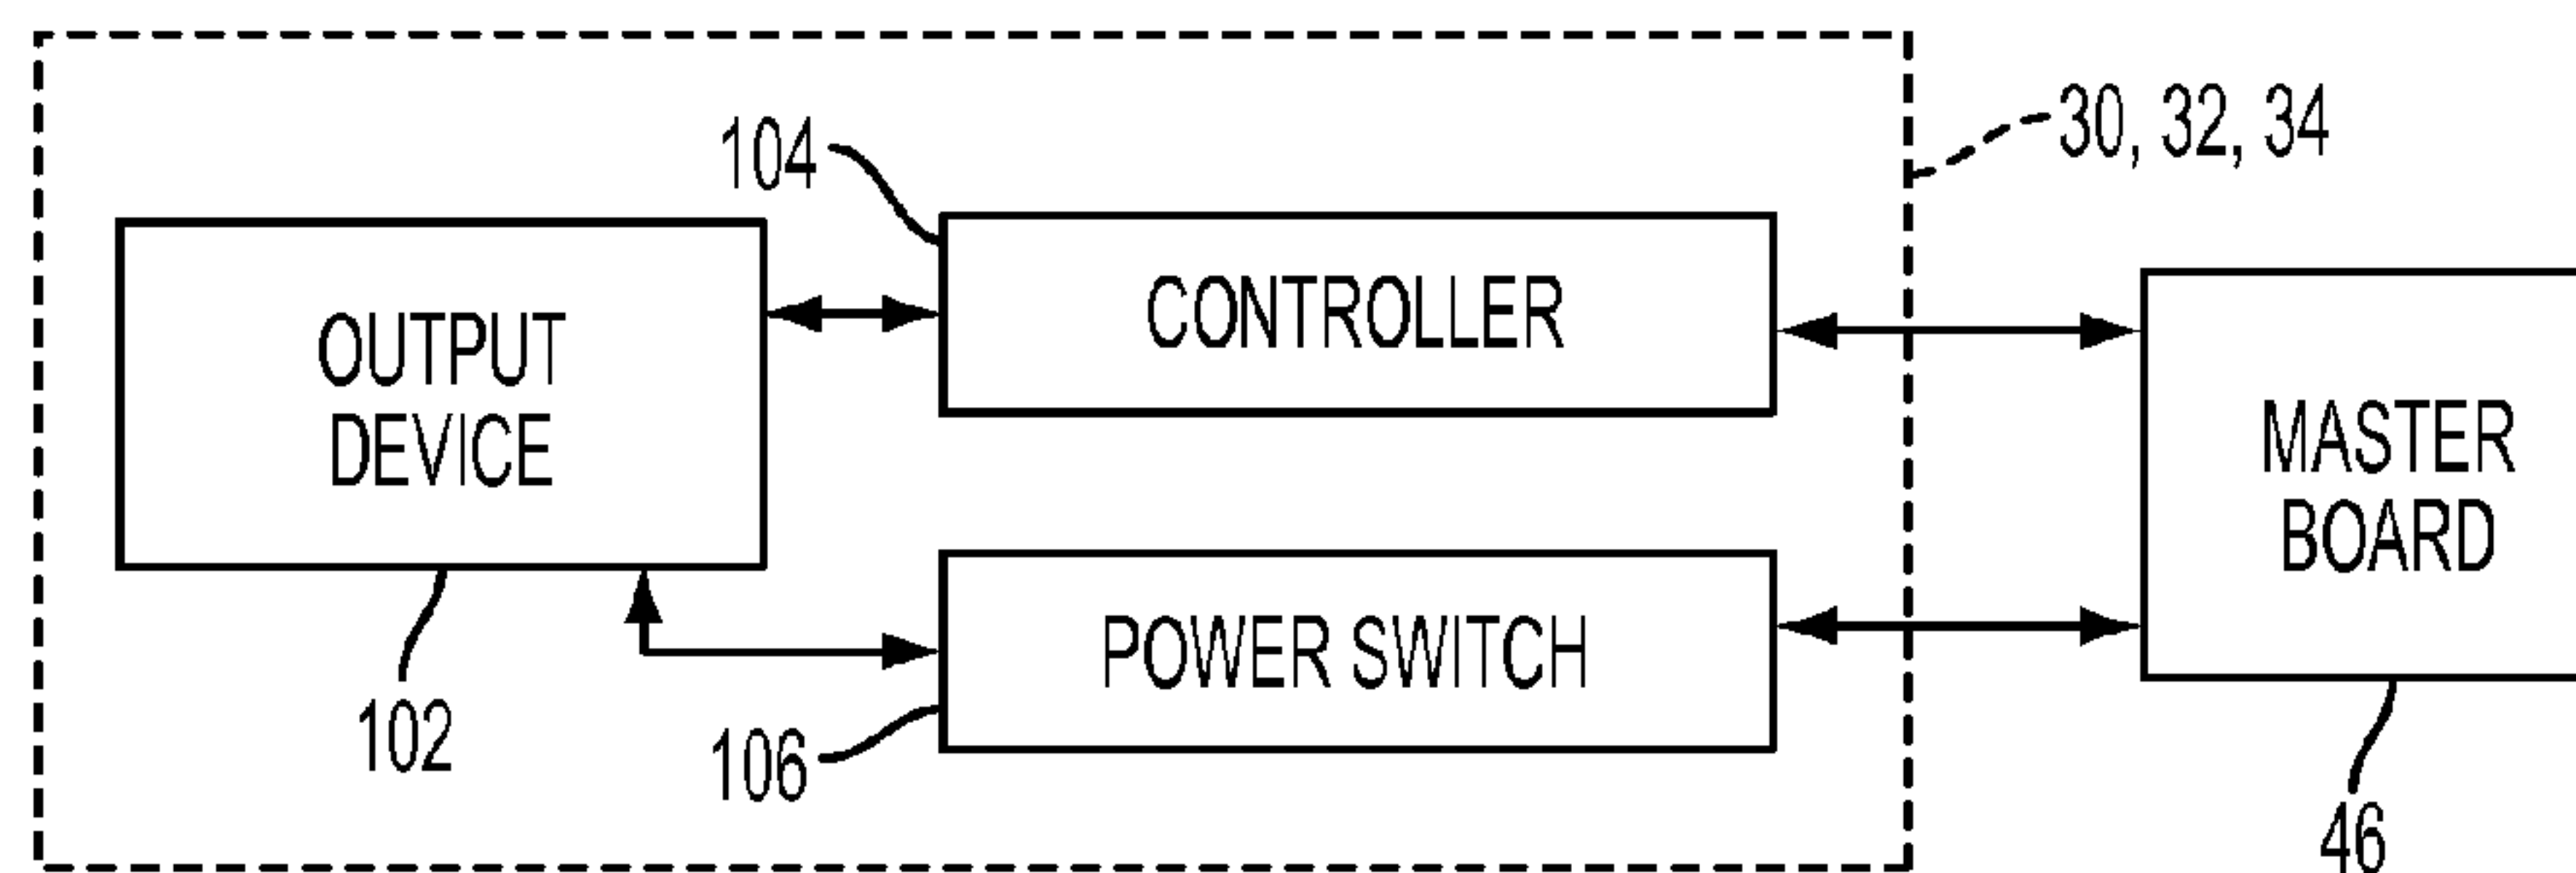 30, 32, 34
104
OUTPUT
DEVICE
CONTROLLER
MASTER
BOARD
POWER SWITCH
102
106
46